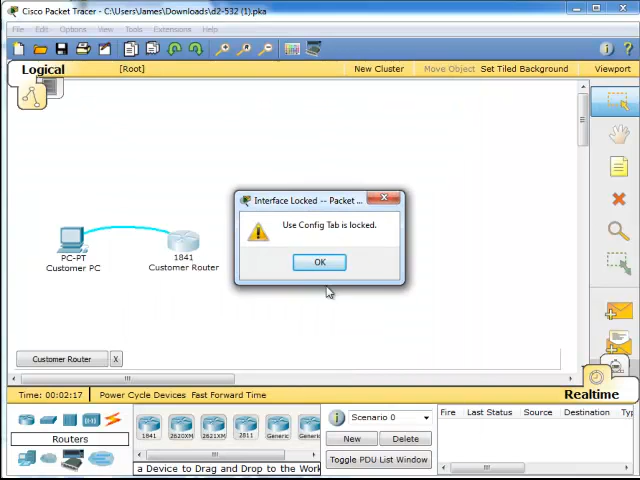 Cisco Packet Tracer - C:\Users\James\Downloads\d2-532 (1).pka
File Edit Options View Tools Extensions Help
Logical [Root] New Cluster Move Object Set Tiled Background Viewport
Interface Locked -- Packet ...
Use Config Tab is locked.
OK
PC-PT
Customer PC
1841
Customer Router
Customer Router X
Time: 00:02:17 Power Cycle Devices Fast Forward Time Realtime
Routers
1841 2620XM 2621XM 2811 Generic Generic
a Device to Drag and Drop to the Work
Scenario 0
New Delete
Toggle PDU List Window
Fire Last Status Source Destination Ty